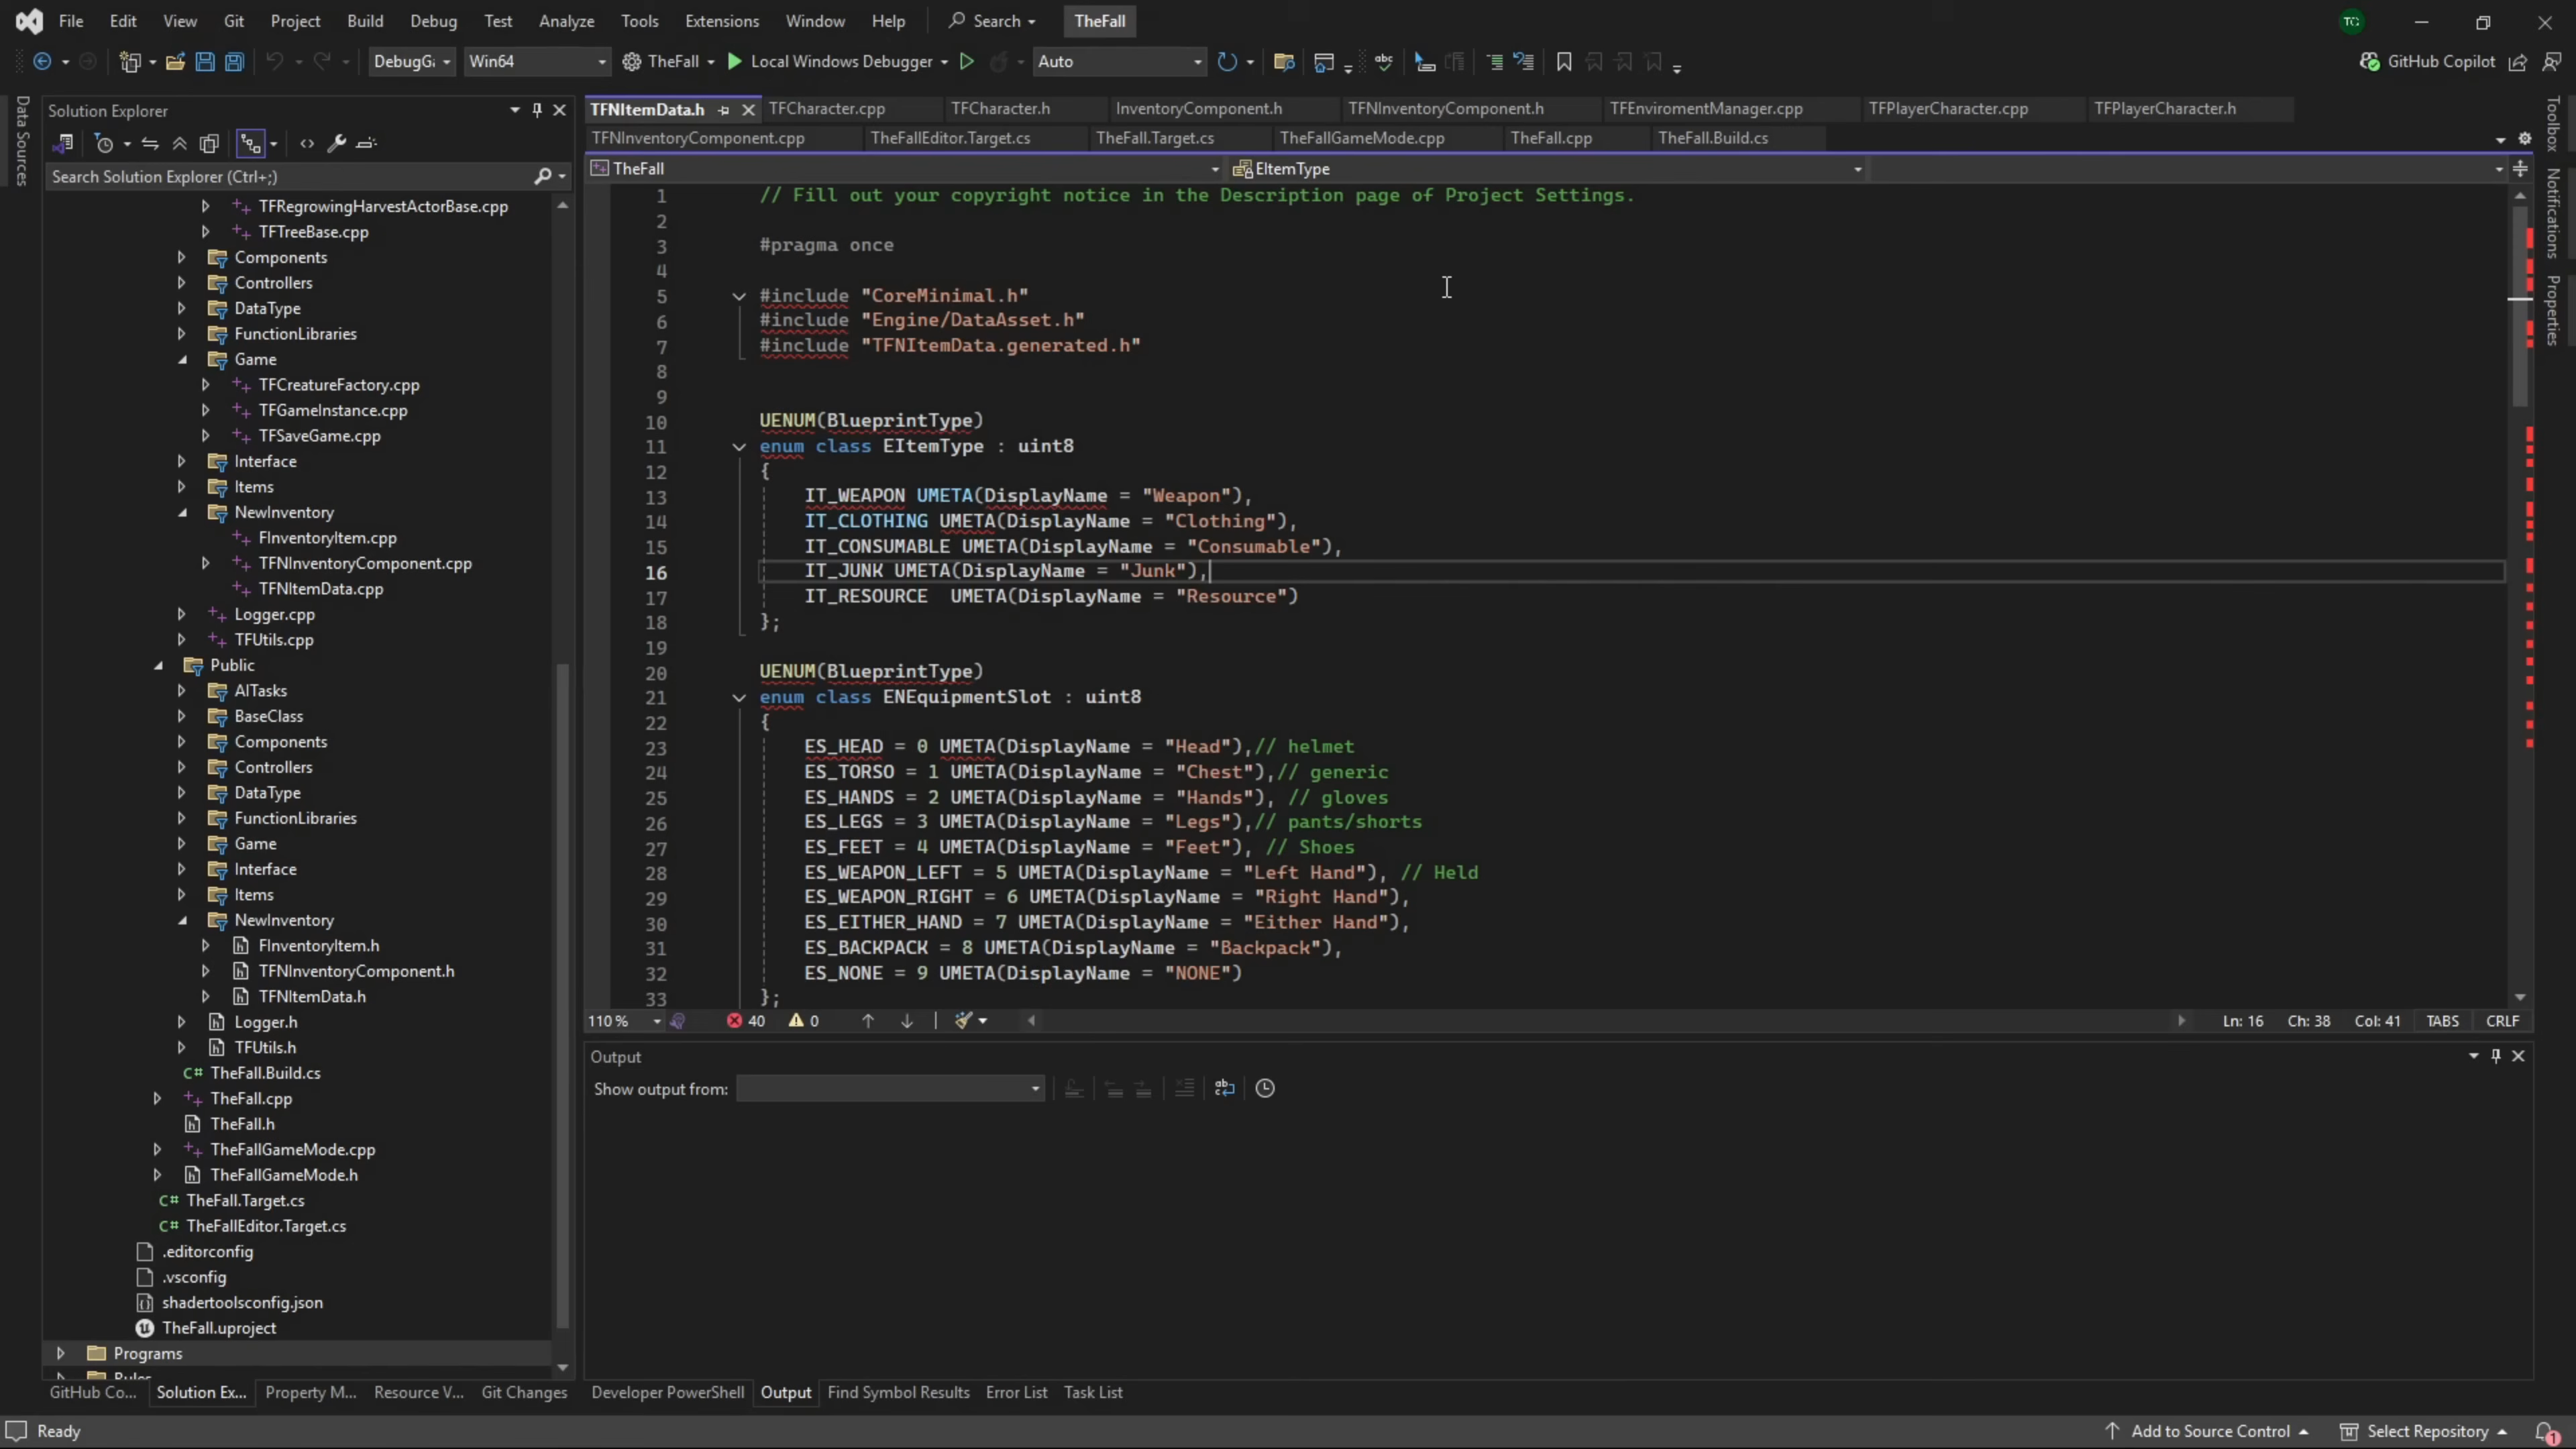 File Edit View Git Project Build Debug Test Analyze Tools Extensions Window Help Search TheFall TC
DebugGa Win64 TheFall Local Windows Debugger Auto GitHub Copilot
Data Sources
Solution Explorer
Search Solution Explorer (Ctrl+;)
TFRegrowingHarvestActorBase.cpp
TFTreeBase.cpp
Components
Controllers
DataType
FunctionLibraries
Game
TFCreatureFactory.cpp
TFGameInstance.cpp
TFSaveGame.cpp
Interface
Items
NewInventory
FInventoryItem.cpp
TFNInventoryComponent.cpp
TFNItemData.cpp
Logger.cpp
TFUtils.cpp
Public
AITasks
BaseClass
Components
Controllers
DataType
FunctionLibraries
Game
Interface
Items
NewInventory
FInventoryItem.h
TFNInventoryComponent.h
TFNItemData.h
Logger.h
TFUtils.h
C# TheFall.Build.cs
TheFall.cpp
TheFall.h
TheFallGameMode.cpp
TheFallGameMode.h
C# TheFall.Target.cs
C# TheFallEditor.Target.cs
.editorconfig
.vsconfig
shadertoolsconfig.json
TheFall.uproject
Programs
Rules
GitHub Co... Solution Ex... Property M... Resource V... Git Changes
TFNItemData.h TFCharacter.cpp TFCharacter.h InventoryComponent.h TFNInventoryComponent.h TFEnviromentManager.cpp TFPlayerCharacter.cpp TFPlayerCharacter.h
TFNInventoryComponent.cpp TheFallEditor.Target.cs TheFall.Target.cs TheFallGameMode.cpp TheFall.cpp TheFall.Build.cs
TheFall EItemType
1 // Fill out your copyright notice in the Description page of Project Settings.
2
3 #pragma once
4
5 #include "CoreMinimal.h"
6 #include "Engine/DataAsset.h"
7 #include "TFNItemData.generated.h"
8
9
10 UENUM(BlueprintType)
11 enum class EItemType : uint8
12 {
13 IT_WEAPON UMETA(DisplayName = "Weapon"),
14 IT_CLOTHING UMETA(DisplayName = "Clothing"),
15 IT_CONSUMABLE UMETA(DisplayName = "Consumable"),
16 IT_JUNK UMETA(DisplayName = "Junk"),
17 IT_RESOURCE  UMETA(DisplayName = "Resource")
18 };
19
20 UENUM(BlueprintType)
21 enum class ENEquipmentSlot : uint8
22 {
23 ES_HEAD = 0 UMETA(DisplayName = "Head"),// helmet
24 ES_TORSO = 1 UMETA(DisplayName = "Chest"),// generic
25 ES_HANDS = 2 UMETA(DisplayName = "Hands"), // gloves
26 ES_LEGS = 3 UMETA(DisplayName = "Legs"),// pants/shorts
27 ES_FEET = 4 UMETA(DisplayName = "Feet"), // Shoes
28 ES_WEAPON_LEFT = 5 UMETA(DisplayName = "Left Hand"), // Held
29 ES_WEAPON_RIGHT = 6 UMETA(DisplayName = "Right Hand"),
30 ES_EITHER_HAND = 7 UMETA(DisplayName = "Either Hand"),
31 ES_BACKPACK = 8 UMETA(DisplayName = "Backpack"),
32 ES_NONE = 9 UMETA(DisplayName = "NONE")
33 };
110 % 40 0 Ln: 16 Ch: 38 Col: 41 TABS CRLF
Output
Show output from:
Developer PowerShell Output Find Symbol Results Error List Task List
Toolbox
Notifications
Properties
Ready Add to Source Control Select Repository 1